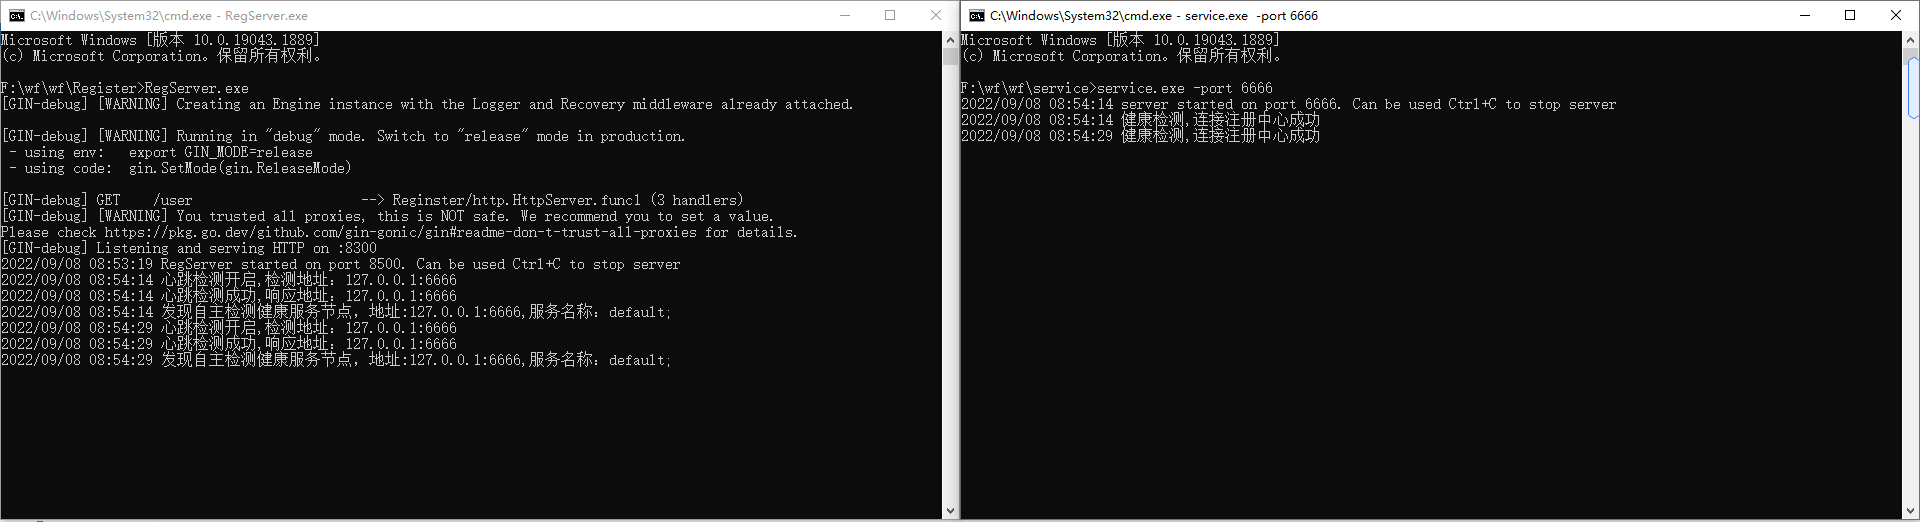 C:\Windows\System32\cmd.exe - RegServer.exe
Microsoft Windows [版本 10.0.19043.1889]
(c) Microsoft Corporation。保留所有权利。
F:\wf\wf\Register>RegServer.exe
[GIN-debug] [WARNING] Creating an Engine instance with the Logger and Recovery middleware already attached.
[GIN-debug] [WARNING] Running in "debug" mode. Switch to "release" mode in production.
 - using env:   export GIN_MODE=release
 - using code:  gin.SetMode(gin.ReleaseMode)
[GIN-debug] GET    /user                     --> Reginster/http.HttpServer.func1 (3 handlers)
[GIN-debug] [WARNING] You trusted all proxies, this is NOT safe. We recommend you to set a value.
Please check https://pkg.go.dev/github.com/gin-gonic/gin#readme-don-t-trust-all-proxies for details.
[GIN-debug] Listening and serving HTTP on :8300
2022/09/08 08:53:19 RegServer started on port 8500. Can be used Ctrl+C to stop server
2022/09/08 08:54:14 心跳检测开启,检测地址：127.0.0.1:6666
2022/09/08 08:54:14 心跳检测成功,响应地址：127.0.0.1:6666
2022/09/08 08:54:14 发现自主检测健康服务节点，地址:127.0.0.1:6666,服务名称：default;
2022/09/08 08:54:29 心跳检测开启,检测地址：127.0.0.1:6666
2022/09/08 08:54:29 心跳检测成功,响应地址：127.0.0.1:6666
2022/09/08 08:54:29 发现自主检测健康服务节点，地址:127.0.0.1:6666,服务名称：default;
C:\Windows\System32\cmd.exe - service.exe  -port 6666
Microsoft Windows [版本 10.0.19043.1889]
(c) Microsoft Corporation。保留所有权利。
F:\wf\wf\service>service.exe -port 6666
2022/09/08 08:54:14 server started on port 6666. Can be used Ctrl+C to stop server
2022/09/08 08:54:14 健康检测,连接注册中心成功
2022/09/08 08:54:29 健康检测,连接注册中心成功